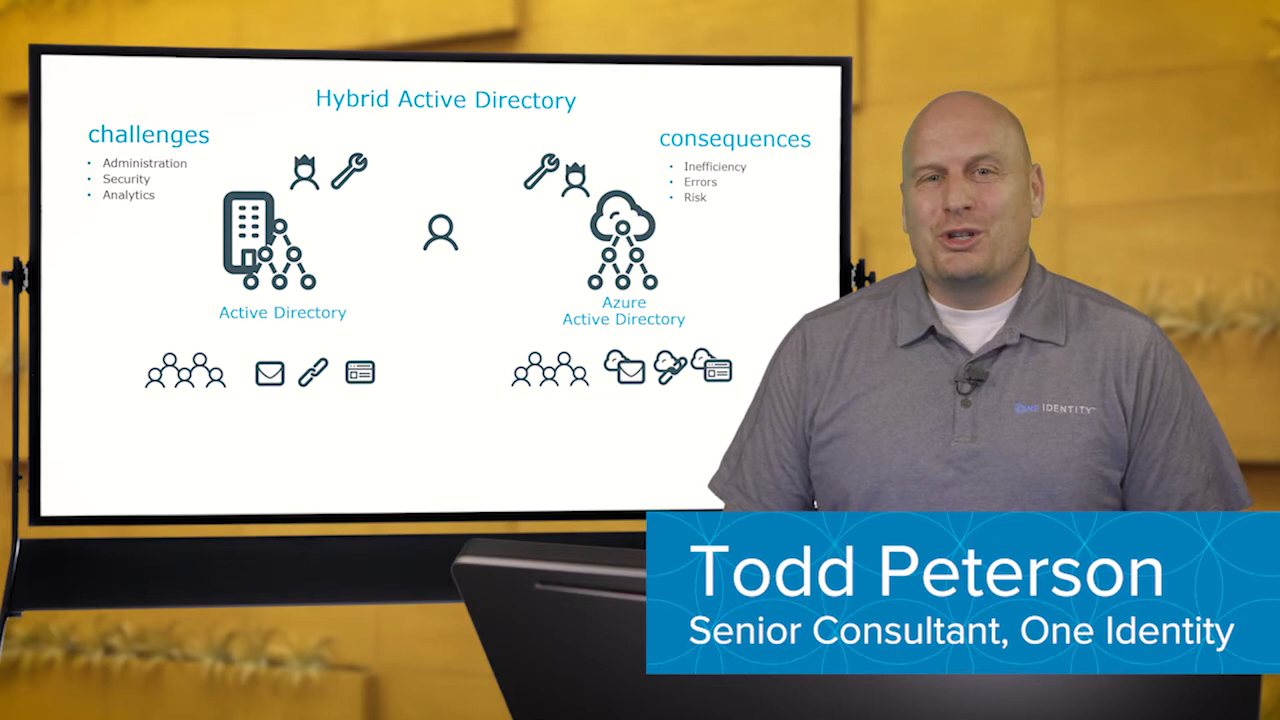 Hybrid Active Directory
challenges
• Administration
• Security
• Analytics
consequences
• Inefficiency
• Errors
• Risk
Active Directory
Azure
Active Directory
ONE IDENTITY™
Todd Peterson
Senior Consultant, One Identity